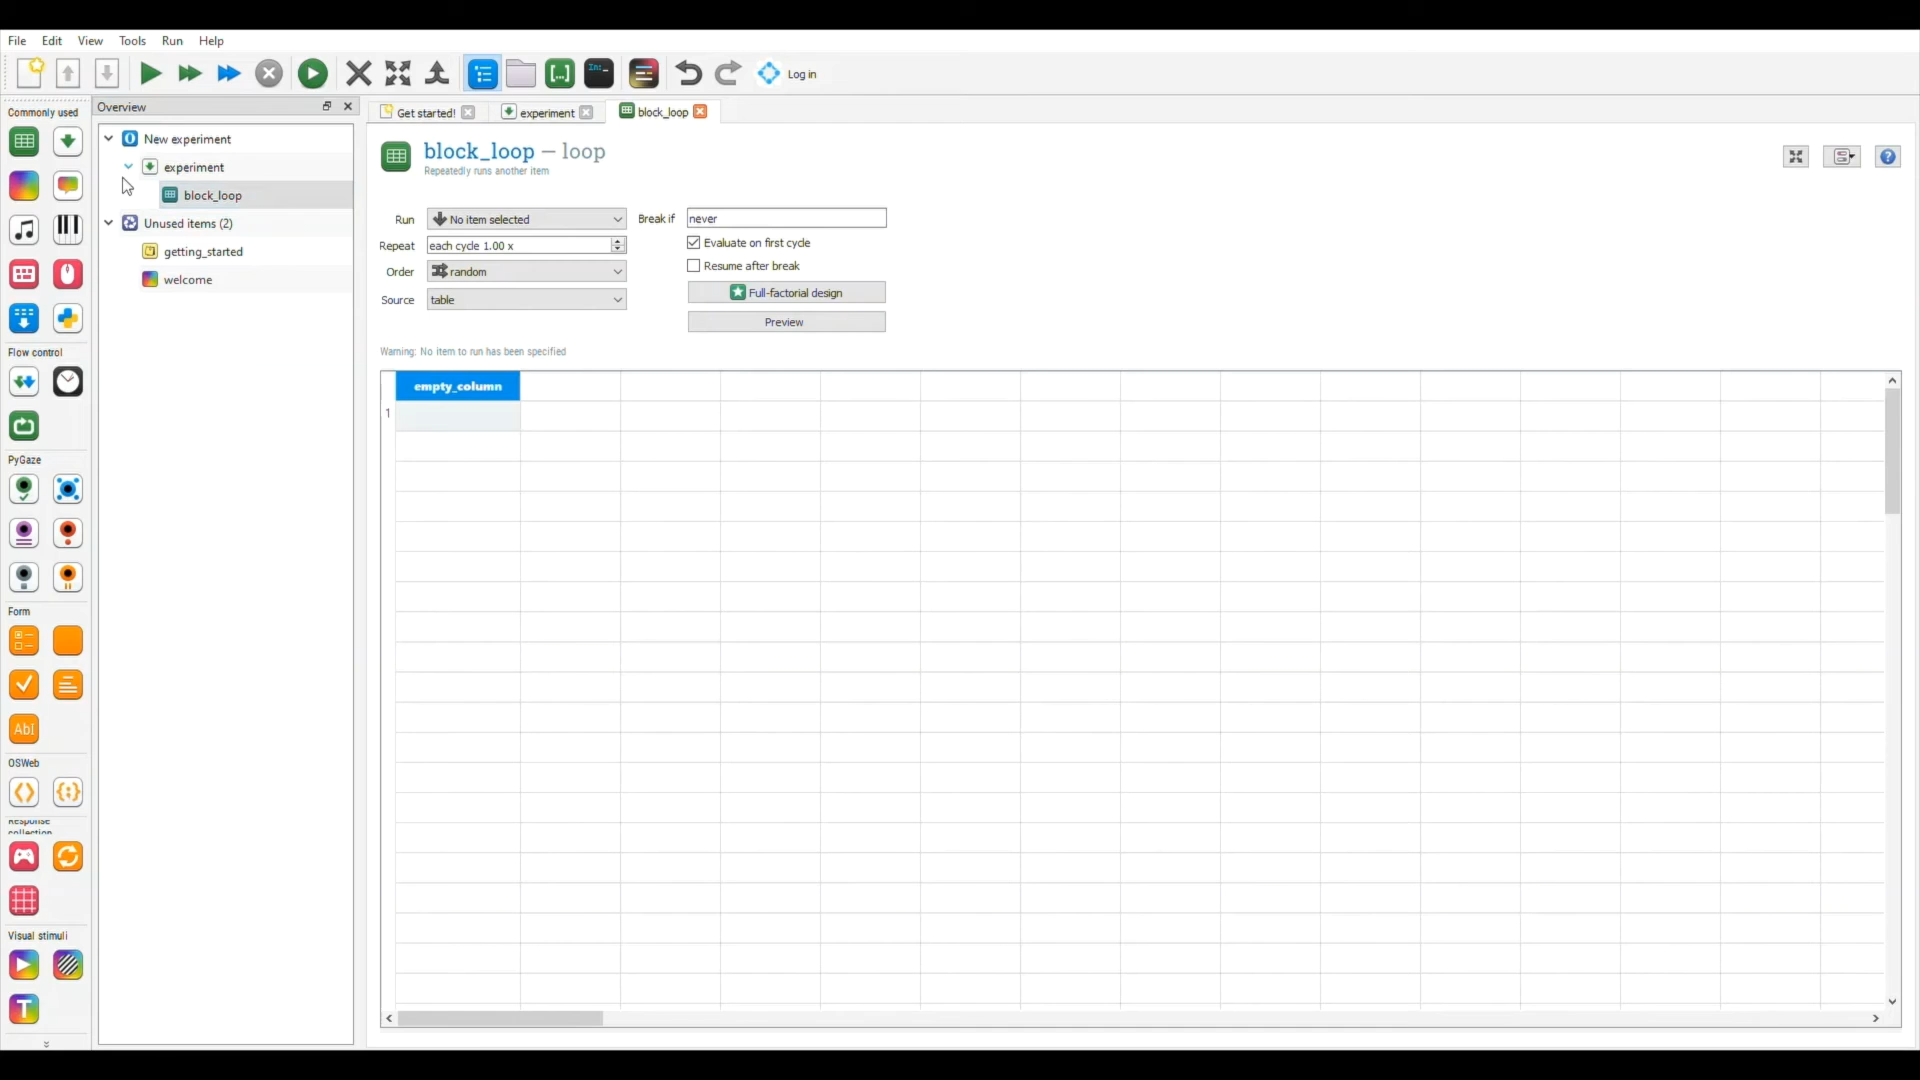 File Edit View Tools Run Help
Log in
Commonly used
Overview
Get started! experiment block_loop
New experiment
experiment
block_loop
Unused items (2)
getting_started
welcome
block_loop – loop
Repeatedly runs another item
Run No item selected Break if never
Repeat each cycle 1.00 x Evaluate on first cycle
Order random Resume after break
Source table Full-factorial design
Preview
Warning: No item to run has been specified
empty_column
1
Flow control
PyGaze
Form
AbI
OSWeb
Response
collection
Visual stimuli
T